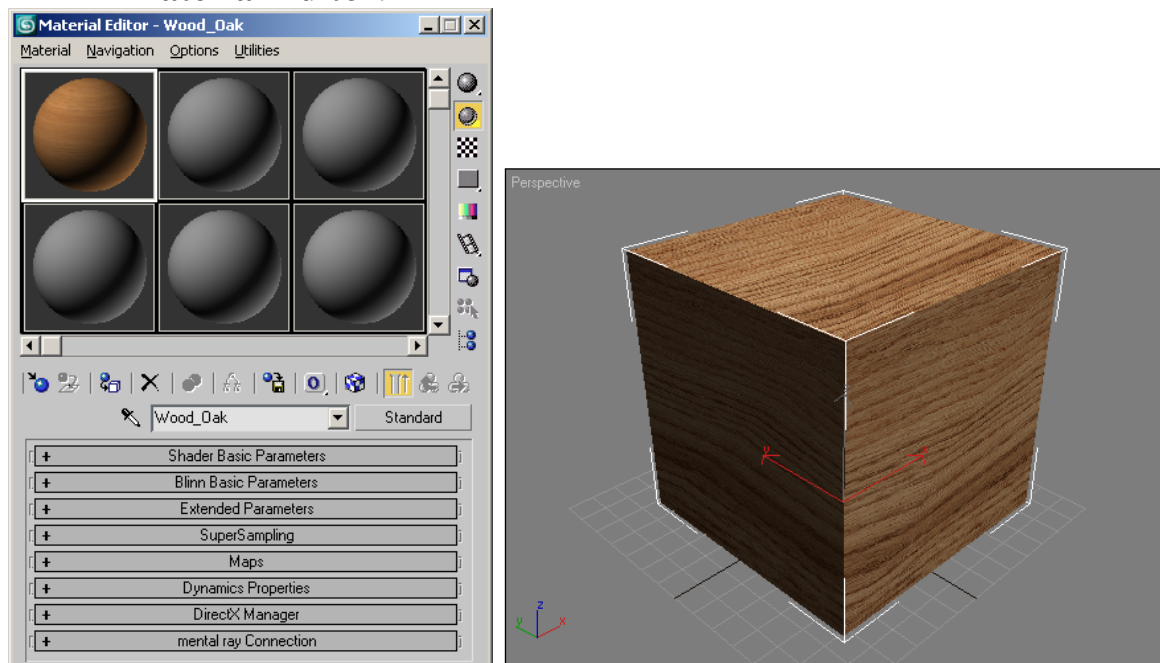 Material Editor - Wood_Oak
Material Navigation Options Utilities
Wood_Oak Standard
+ Shader Basic Parameters
+ Blinn Basic Parameters
+ Extended Parameters
+ SuperSampling
+ Maps
+ Dynamics Properties
+ DirectX Manager
+ mental ray Connection
Perspective
z
y x